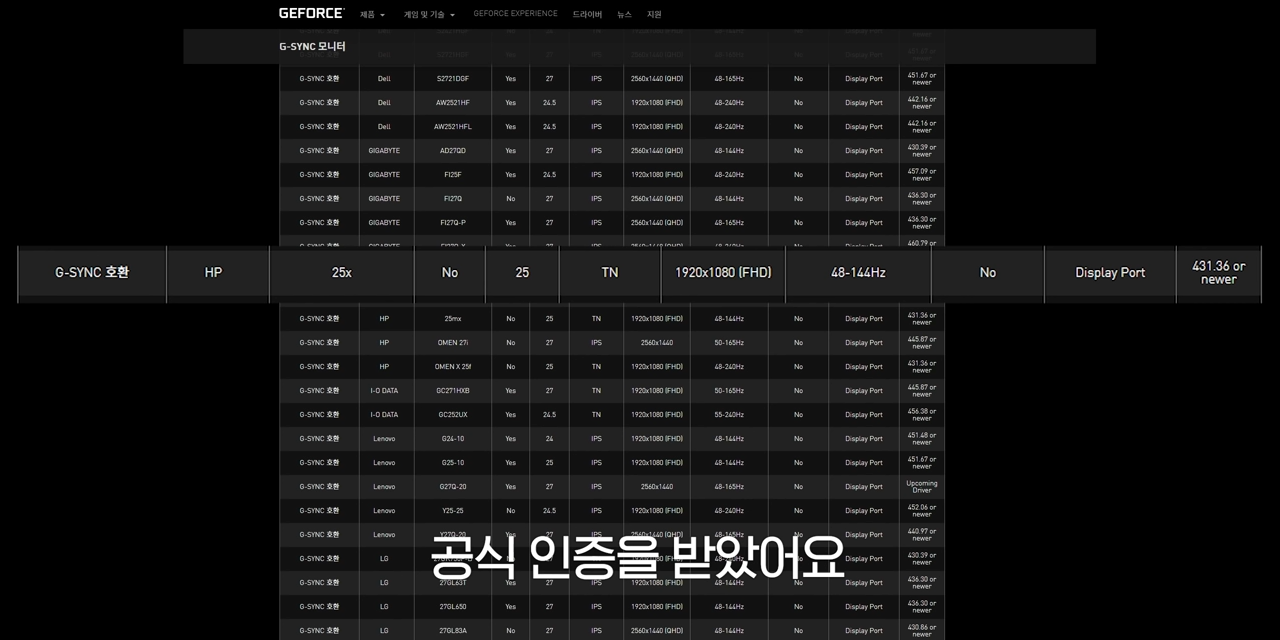 GEFORCE 제품 게임 및 기술 GEFORCE EXPERIENCE 드라이버 뉴스 지원
G-SYNC 모니터
G-SYNC 호환 Dell S2721DGF Yes 27 IPS 2560x1440 (QHD) 48-165Hz No Display Port 451.67 or newer
G-SYNC 호환 Dell AW2521HF Yes 24.5 IPS 1920x1080 (FHD) 48-240Hz No Display Port 442.16 or newer
G-SYNC 호환 Dell AW2521HFL Yes 24.5 IPS 1920x1080 (FHD) 48-240Hz No Display Port 442.16 or newer
G-SYNC 호환 GIGABYTE AD27QD Yes 27 IPS 2560x1440 (QHD) 48-144Hz No Display Port 430.39 or newer
G-SYNC 호환 GIGABYTE FI25F Yes 24.5 IPS 1920x1080 (FHD) 48-240Hz No Display Port 457.09 or newer
G-SYNC 호환 GIGABYTE FI27Q No 27 IPS 2560x1440 (QHD) 48-144Hz No Display Port 436.30 or newer
G-SYNC 호환 GIGABYTE FI27Q-P Yes 27 IPS 2560x1440 (QHD) 48-165Hz No Display Port 436.30 or newer
460.79 or
G-SYNC 호환 HP 25x No 25 TN 1920x1080 (FHD) 48-144Hz No Display Port 431.36 or newer
G-SYNC 호환 HP 25mx No 25 TN 1920x1080 (FHD) 48-144Hz No Display Port 431.36 or newer
G-SYNC 호환 HP OMEN 27i No 27 IPS 2560x1440 50-165Hz No Display Port 445.87 or newer
G-SYNC 호환 HP OMEN X 25f No 25 TN 1920x1080 (FHD) 48-240Hz No Display Port 431.36 or newer
G-SYNC 호환 I-O DATA GC271HXB Yes 27 TN 1920x1080 (FHD) 50-165Hz No Display Port 445.87 or newer
G-SYNC 호환 I-O DATA GC252UX Yes 24.5 TN 1920x1080 (FHD) 55-240Hz No Display Port 456.38 or newer
G-SYNC 호환 Lenovo G24-10 Yes 24 IPS 1920x1080 (FHD) 48-144Hz No Display Port 451.48 or newer
G-SYNC 호환 Lenovo G25-10 Yes 25 IPS 1920x1080 (FHD) 48-144Hz No Display Port 451.67 or newer
G-SYNC 호환 Lenovo G27Q-20 Yes 27 IPS 2560x1440 48-165Hz No Display Port Upcoming Driver
G-SYNC 호환 Lenovo Y25-25 No 24.5 IPS 1920x1080 (FHD) 48-240Hz No Display Port 452.06 or newer
G-SYNC 호환 Lenovo Display Port 440.97 or newer
공식 인증을 받았어요
G-SYNC 호환 LG Display Port 430.39 or newer
G-SYNC 호환 LG 27GL63T Yes 27 IPS 1920x1080 (FHD) 48-144Hz No Display Port 436.30 or newer
G-SYNC 호환 LG 27GL650 Yes 27 IPS 1920x1080 (FHD) 48-144Hz No Display Port 436.30 or newer
G-SYNC 호환 LG 27GL83A No 27 IPS 2560x1440 (QHD) 48-144Hz No Display Port 430.86 or newer